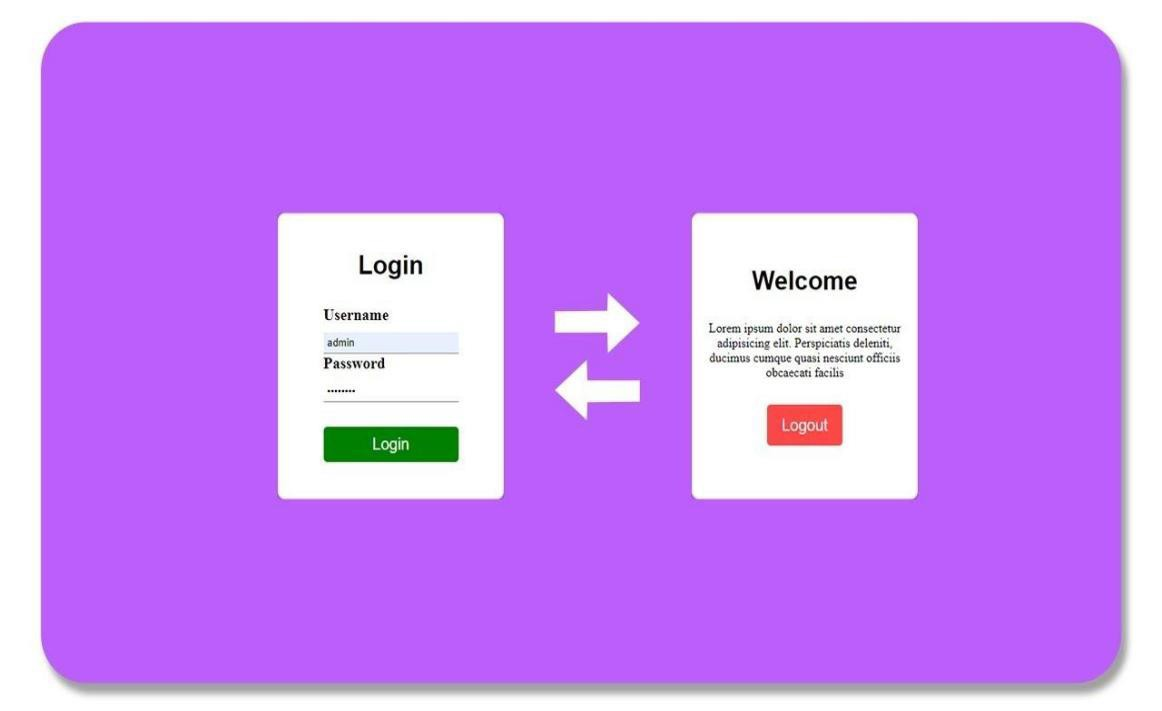 Login
Username
admin
Password
........
Login
Welcome
Lorem ipsum dolor sit amet consectetur
adipisicing elit. Perspiciatis deleniti,
ducimus cumque quasi nesciunt officiis
obcaecati facilis
Logout